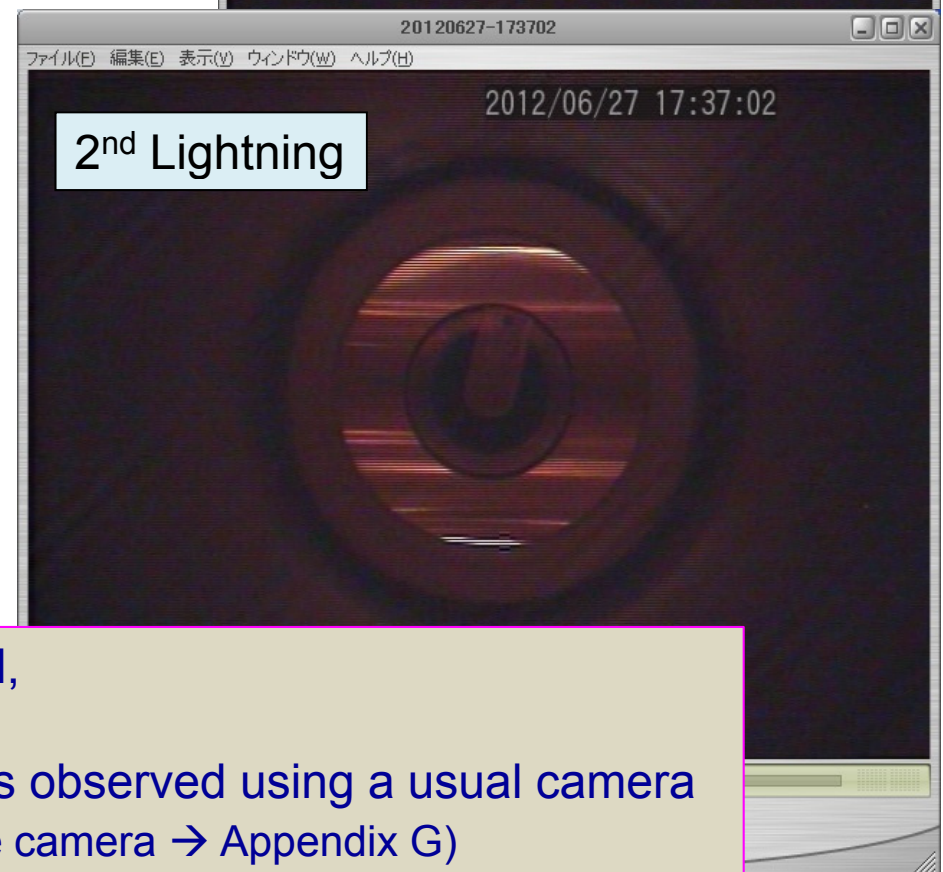 20120627-173702
ファイル(F) 編集(E) 表示(V) ウィンドウ(W) ヘルプ(H)
2012/06/27 17:37:02
2nd Lightning
l,
s observed using a usual camera
camera → Appendix G)